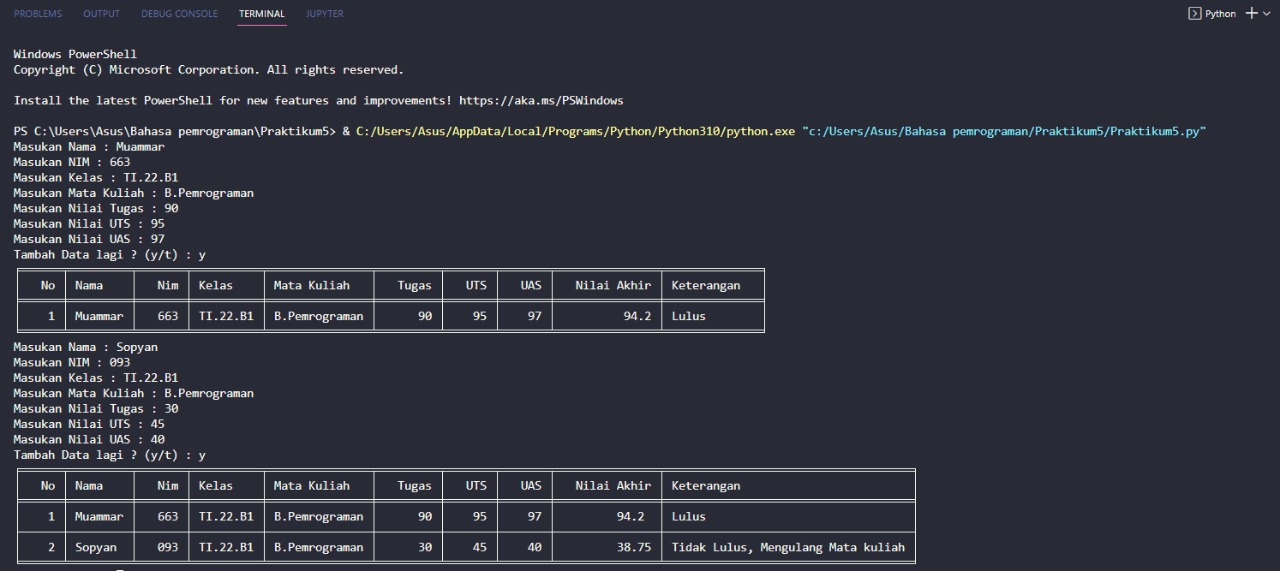 PROBLEMS OUTPUT DEBUG CONSOLE TERMINAL JUPYTER Python
Windows PowerShell
Copyright (C) Microsoft Corporation. All rights reserved.
Install the latest PowerShell for new features and improvements! https://aka.ms/PSWindows
PS C:\Users\Asus\Bahasa pemrograman\Praktikum5> & C:/Users/Asus/AppData/Local/Programs/Python/Python310/python.exe "c:/Users/Asus/Bahasa pemrograman/Praktikum5/Praktikum5.py"
Masukan Nama : Muammar
Masukan NIM : 663
Masukan Kelas : TI.22.B1
Masukan Mata Kuliah : B.Pemrograman
Masukan Nilai Tugas : 90
Masukan Nilai UTS : 95
Masukan Nilai UAS : 97
Tambah Data lagi ? (y/t) : y
No Nama Nim Kelas Mata Kuliah Tugas UTS UAS Nilai Akhir Keterangan
1 Muammar 663 TI.22.B1 B.Pemrograman 90 95 97 94.2 Lulus
Masukan Nama : Sopyan
Masukan NIM : 093
Masukan Kelas : TI.22.B1
Masukan Mata Kuliah : B.Pemrograman
Masukan Nilai Tugas : 30
Masukan Nilai UTS : 45
Masukan Nilai UAS : 40
Tambah Data lagi ? (y/t) : y
No Nama Nim Kelas Mata Kuliah Tugas UTS UAS Nilai Akhir Keterangan
1 Muammar 663 TI.22.B1 B.Pemrograman 90 95 97 94.2 Lulus
2 Sopyan 093 TI.22.B1 B.Pemrograman 30 45 40 38.75 Tidak Lulus, Mengulang Mata kuliah